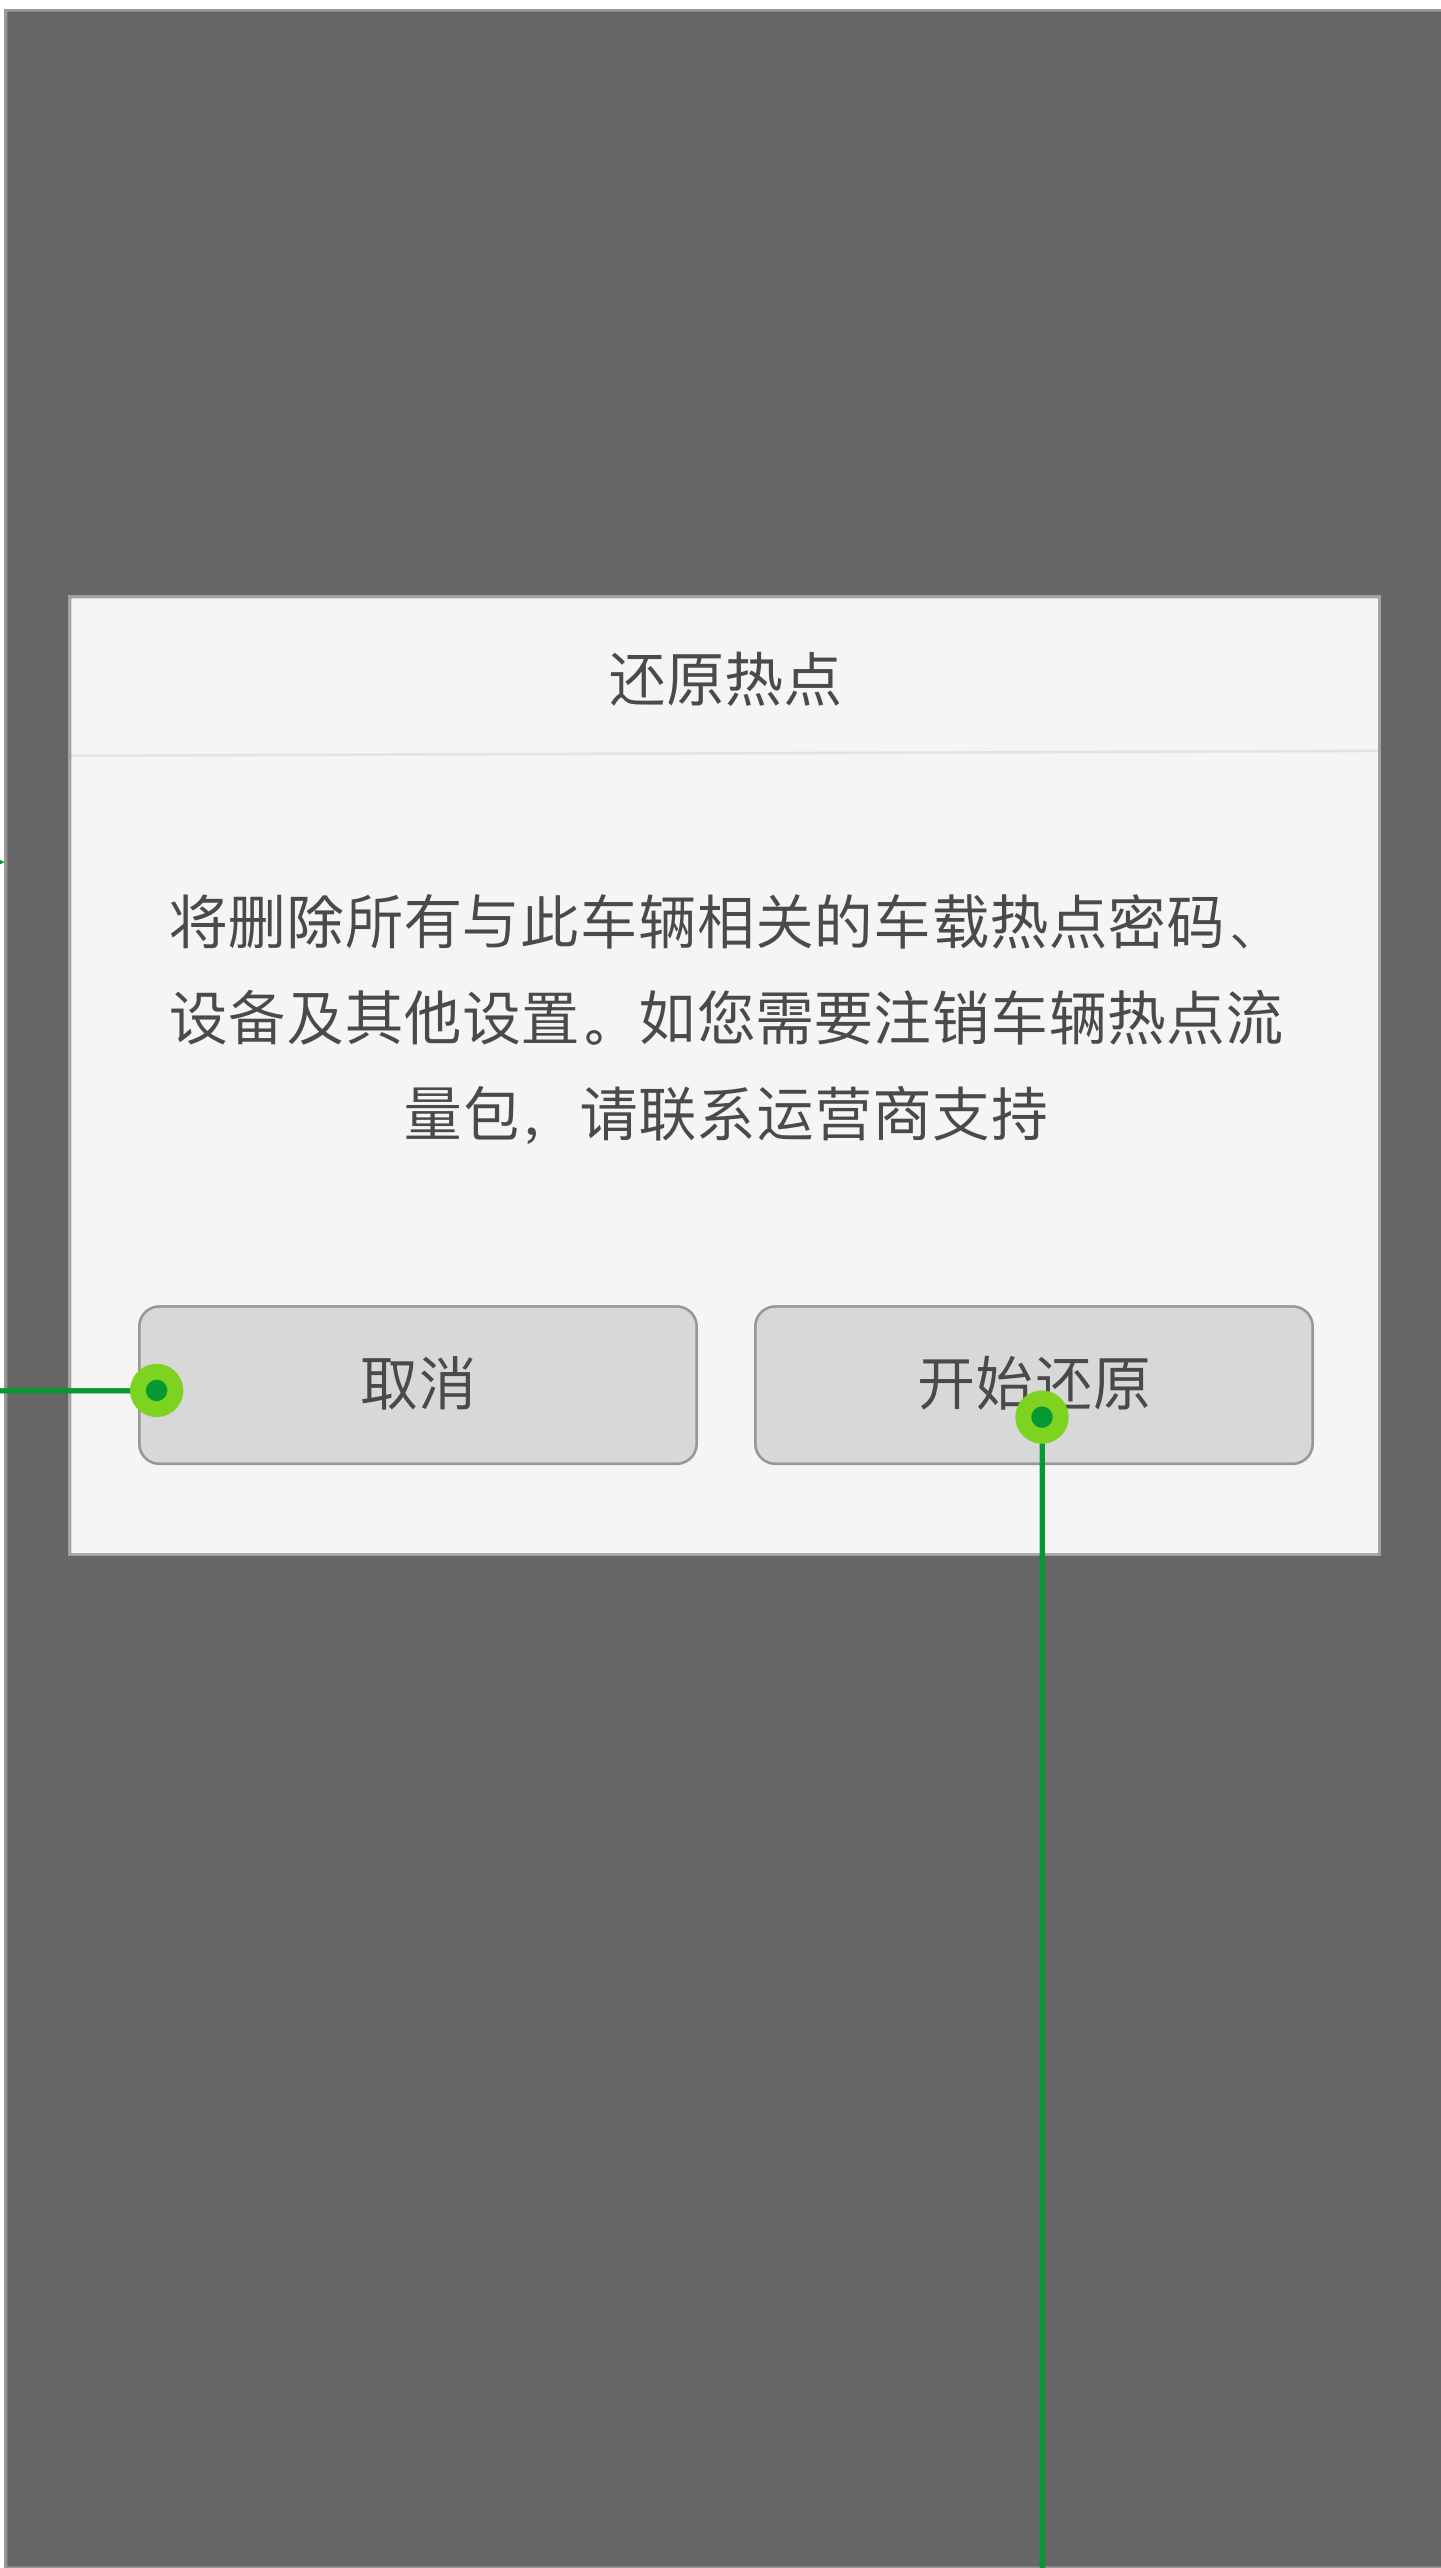 还原热点
将删除所有与此车辆相关的车载热点密码、
设备及其他设置。如您需要注销车辆热点流
量包，请联系运营商支持
取消
开始还原